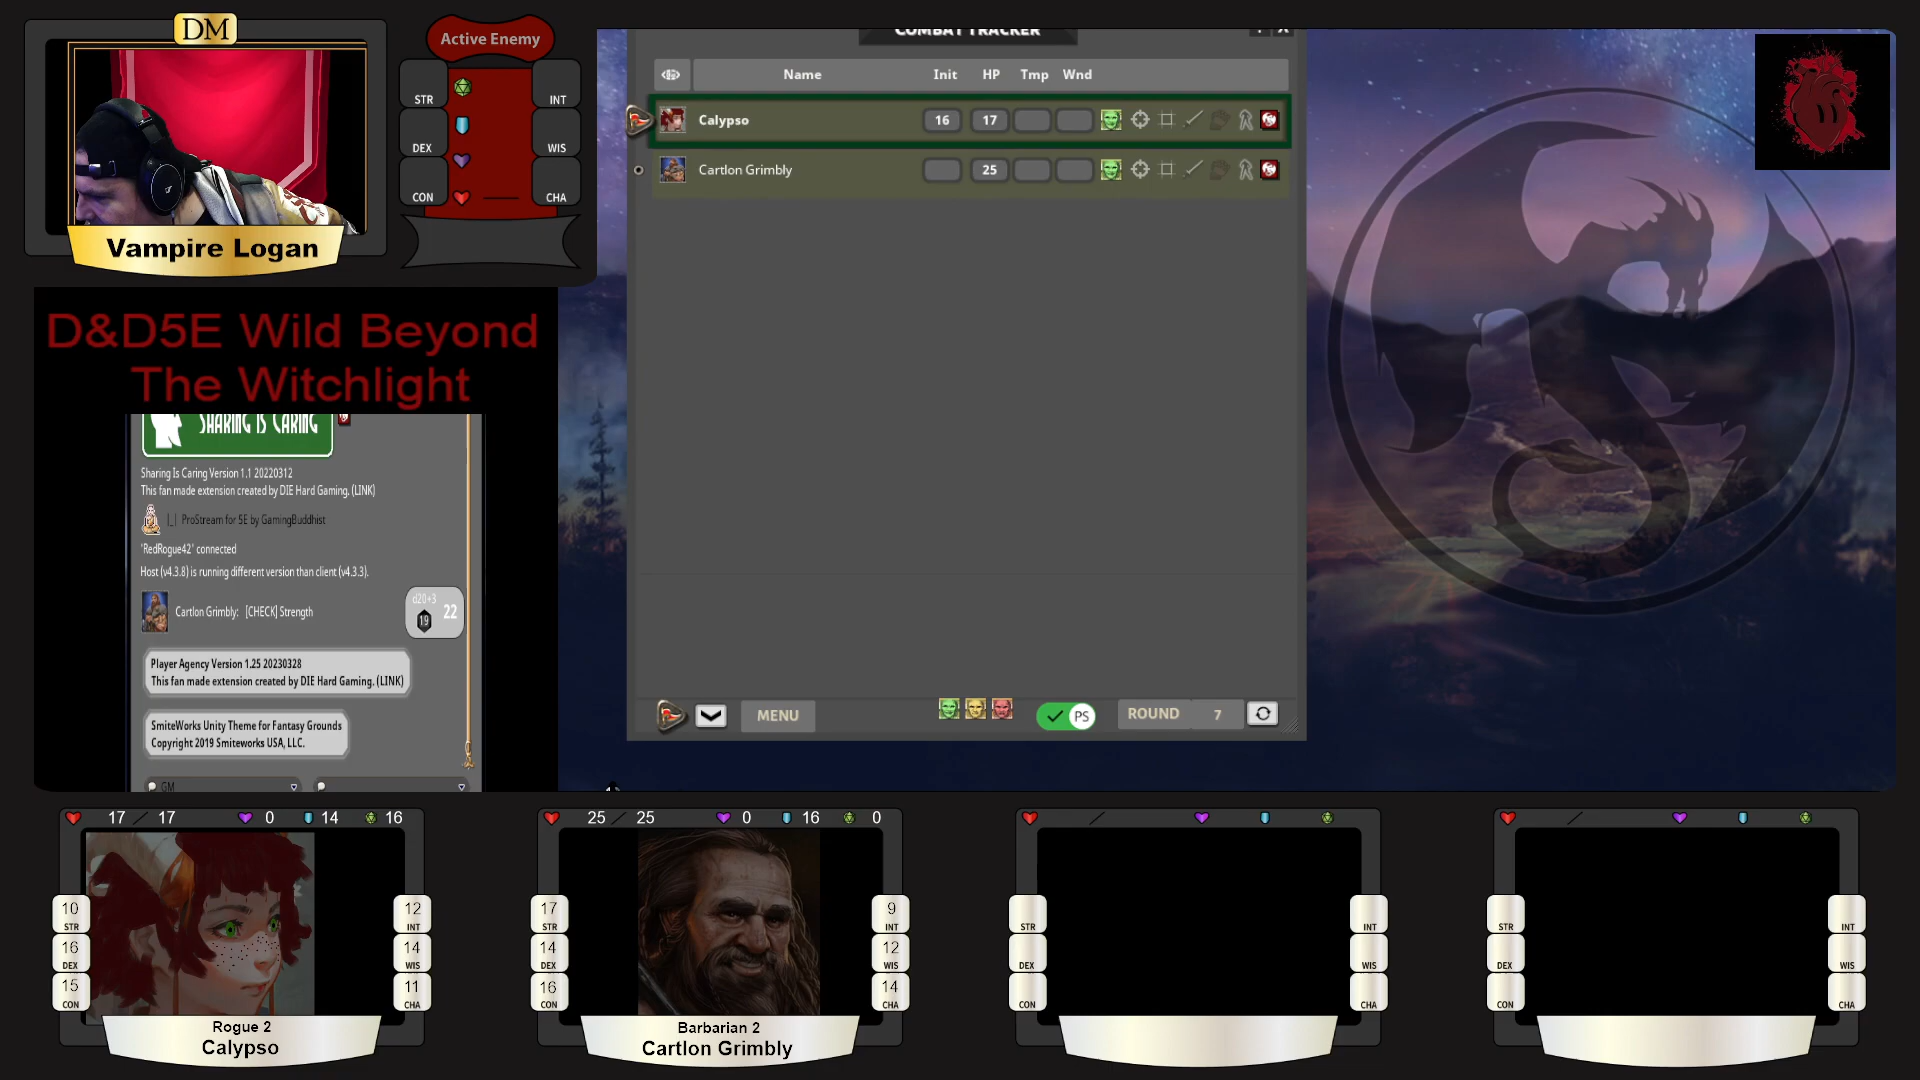 DM
Vampire Logan
Active Enemy
STR
INT
DEX
WIS
CON
CHA
COMBAT TRACKER
Name Init HP Tmp Wnd
Calypso 16 17
Cartlon Grimbly 25
MENU
PS
ROUND 7
D&D5E Wild Beyond
The Witchlight
SHARING IS CARING
Sharing Is Caring Version 1.1 20220312
This fan made extension created by DIE Hard Gaming. (LINK)
|_| ProStream for 5E by GamingBuddhist
'RedRogue42' connected
Host (v4.3.8) is running different version than client (v4.3.3).
Cartlon Grimbly: [CHECK] Strength
d20+3
19
22
Player Agency Version 1.25 20230328
This fan made extension created by DIE Hard Gaming. (LINK)
SmiteWorks Unity Theme for Fantasy Grounds
Copyright 2019 Smiteworks USA, LLC.
GM
17 / 17 0 14 16
10
STR
16
DEX
15
CON
12
INT
14
WIS
11
CHA
Rogue 2
Calypso
25 / 25 0 16 0
17
STR
14
DEX
16
CON
9
INT
12
WIS
14
CHA
Barbarian 2
Cartlon Grimbly
/
STR
DEX
CON
INT
WIS
CHA
/
STR
DEX
CON
INT
WIS
CHA